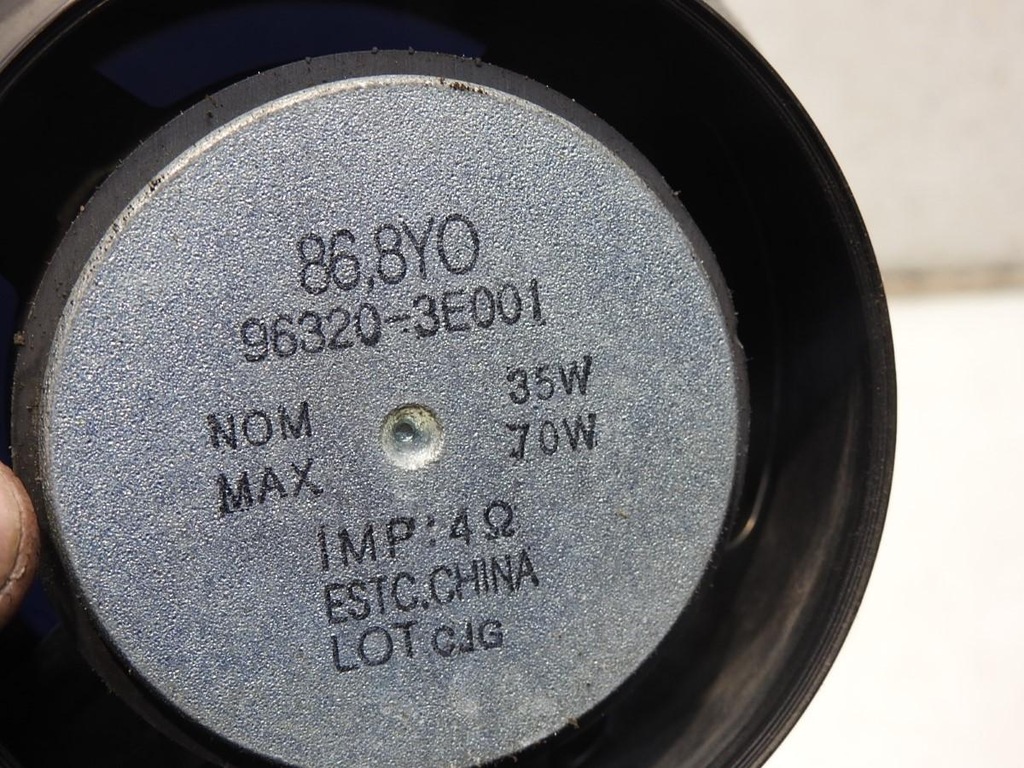 86.8YO
96320-3E001
NOM 35W
MAX 70W
IMP:4Ω
ESTC.CHINA
LOT CJG